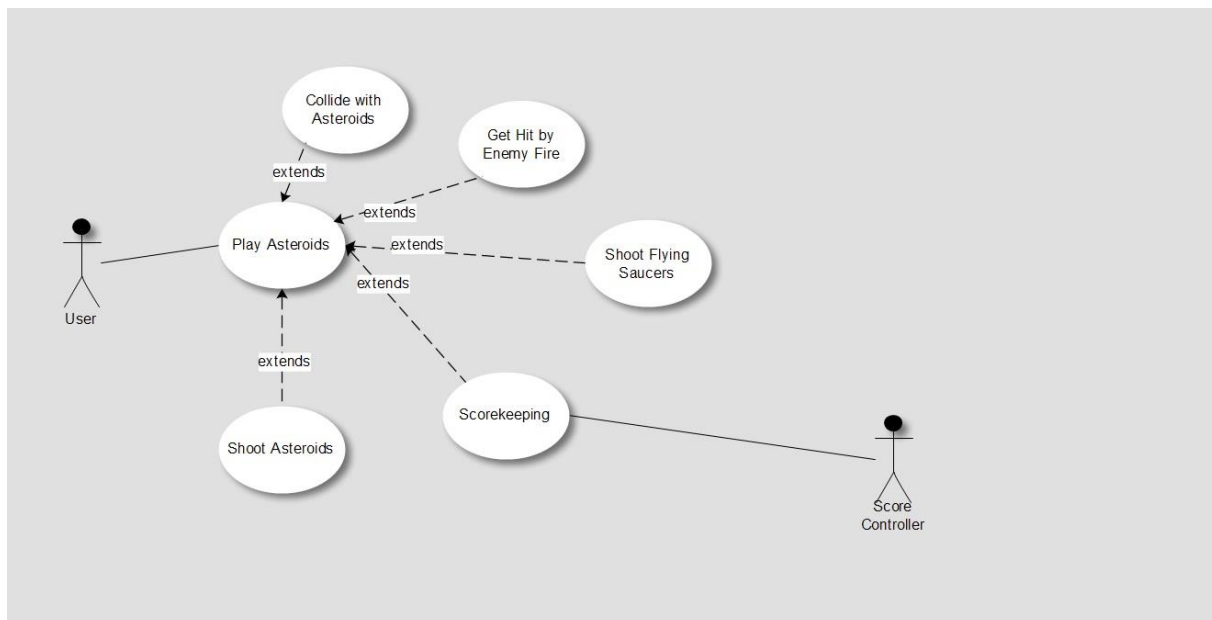 Collide with
Asteroids
Get Hit by
Enemy Fire
extends
extends
Play Asteroids
extends
Shoot Flying
Saucers
extends
User
extends
Scorekeeping
Shoot Asteroids
Score
Controller